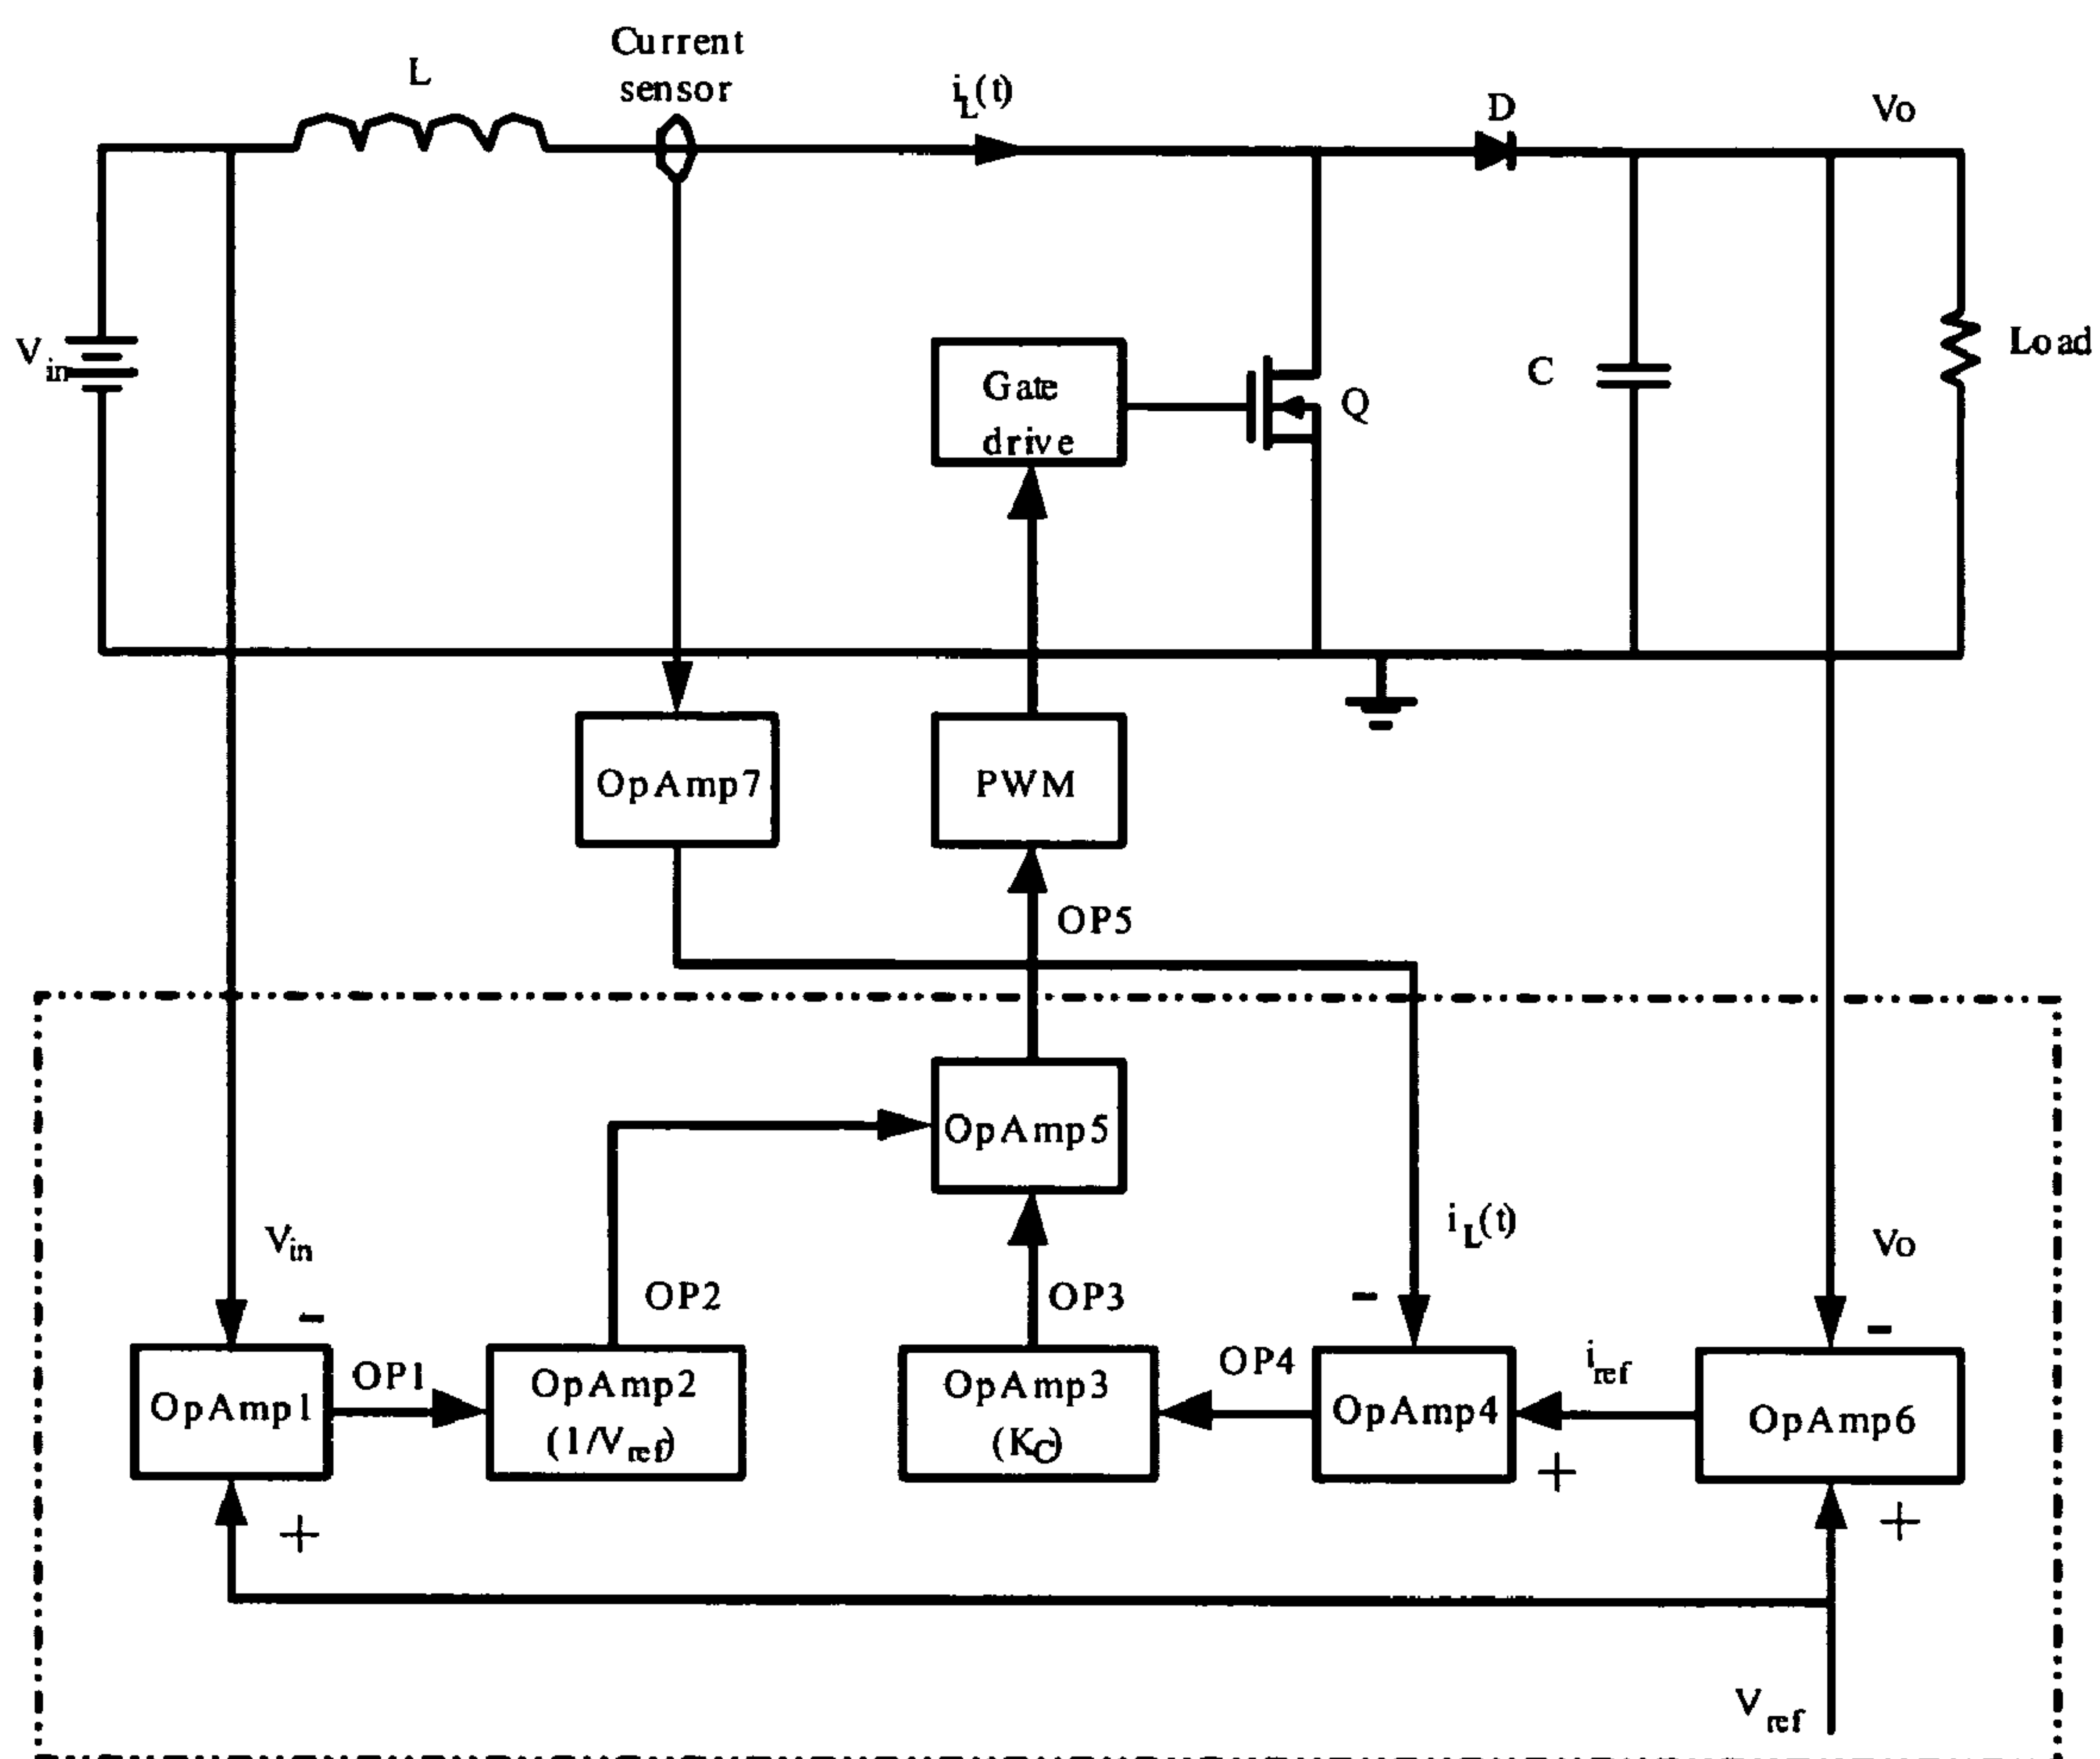 Current
sensor
L
iL(t)
D
Vo
Vin
Gate
drive
Q
C
Load
OpAmp7
PWM
OP5
OpAmp5
Vin
-
OP2
OP3
-
iL(t)
Vo
-
OpAmp1
OP1
OpAmp2
(1/Vref)
OpAmp3
(KC)
OP4
OpAmp4
iref
OpAmp6
+
+
+
Vref